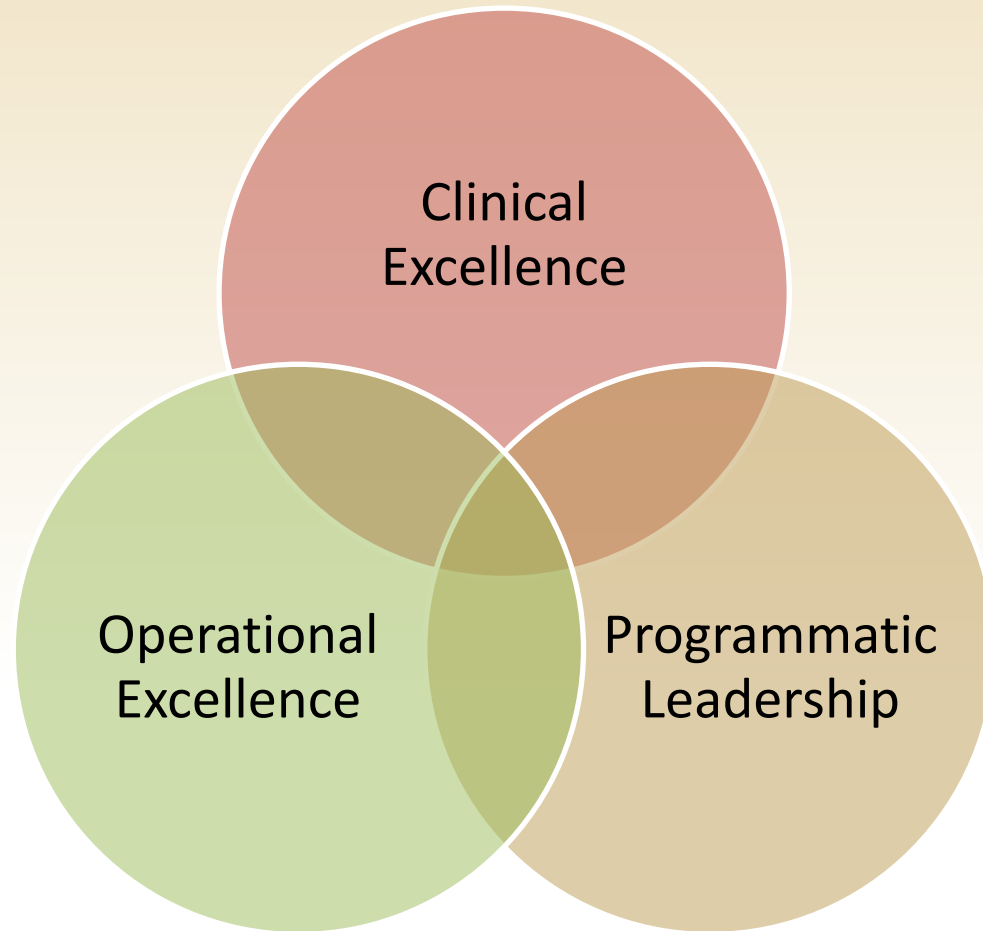 Clinical
Excellence
Operational
Excellence
Programmatic
Leadership